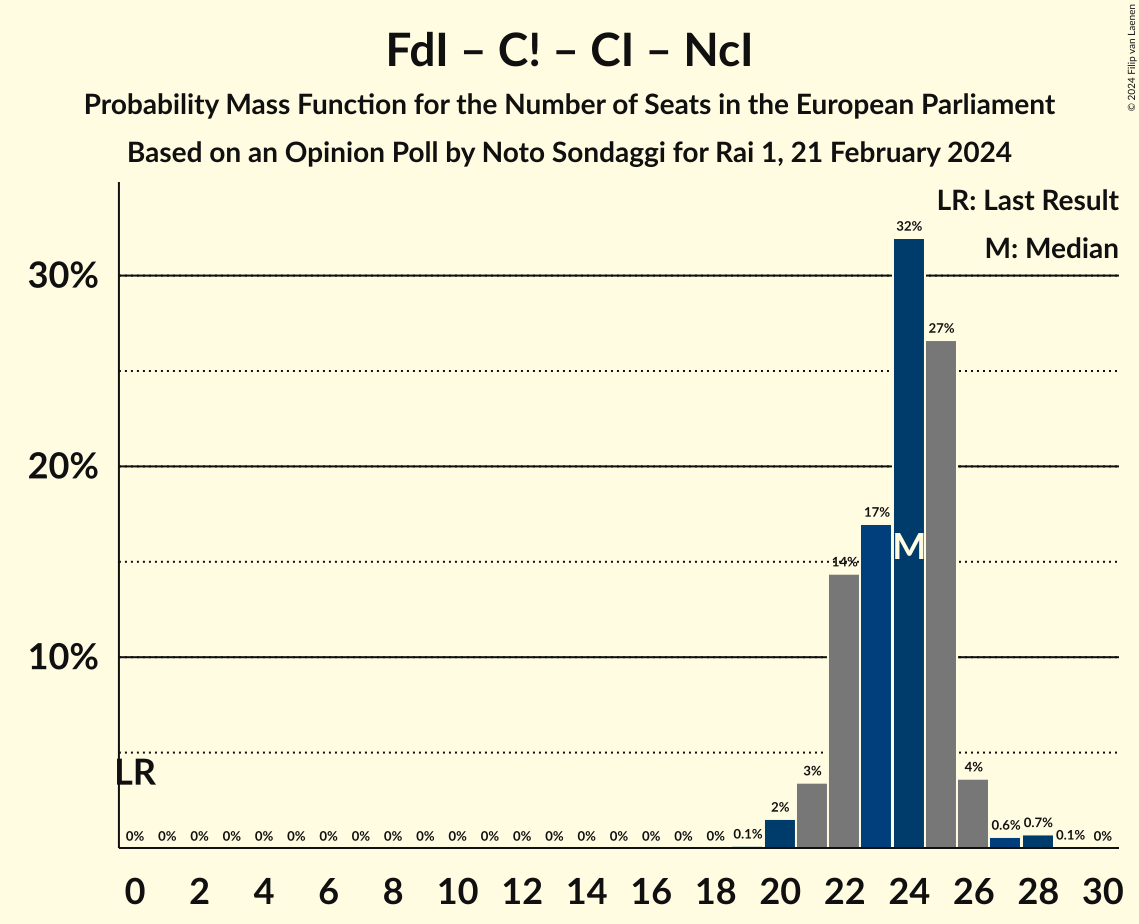 FdI – C! – CI – NcI
Probability Mass Function for the Number of Seats in the European Parliament
Based on an Opinion Poll by Noto Sondaggi for Rai 1, 21 February 2024
© 2024 Filip van Laenen
LR: Last Result
M: Median
32%
30%
27%
20%
17%
M
14%
10%
LR
3%
4%
2%
0% 0% 0% 0% 0% 0% 0% 0% 0% 0% 0% 0% 0% 0% 0% 0% 0% 0% 0% 0.1% 0.6% 0.7% 0.1% 0%
0 2 4 6 8 10 12 14 16 18 20 22 24 26 28 30